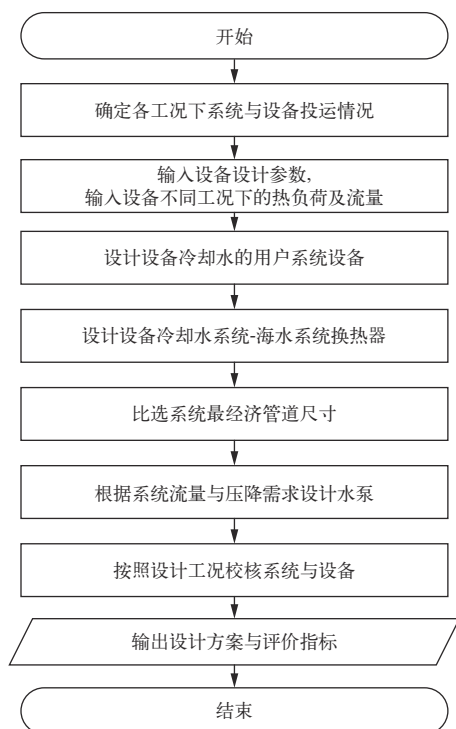 开始
确定各工况下系统与设备投运情况
输入设备设计参数,
输入设备不同工况下的热负荷及流量
设计设备冷却水的用户系统设备
设计设备冷却水系统-海水系统换热器
比选系统最经济管道尺寸
根据系统流量与压降需求设计水泵
按照设计工况校核系统与设备
输出设计方案与评价指标
结束